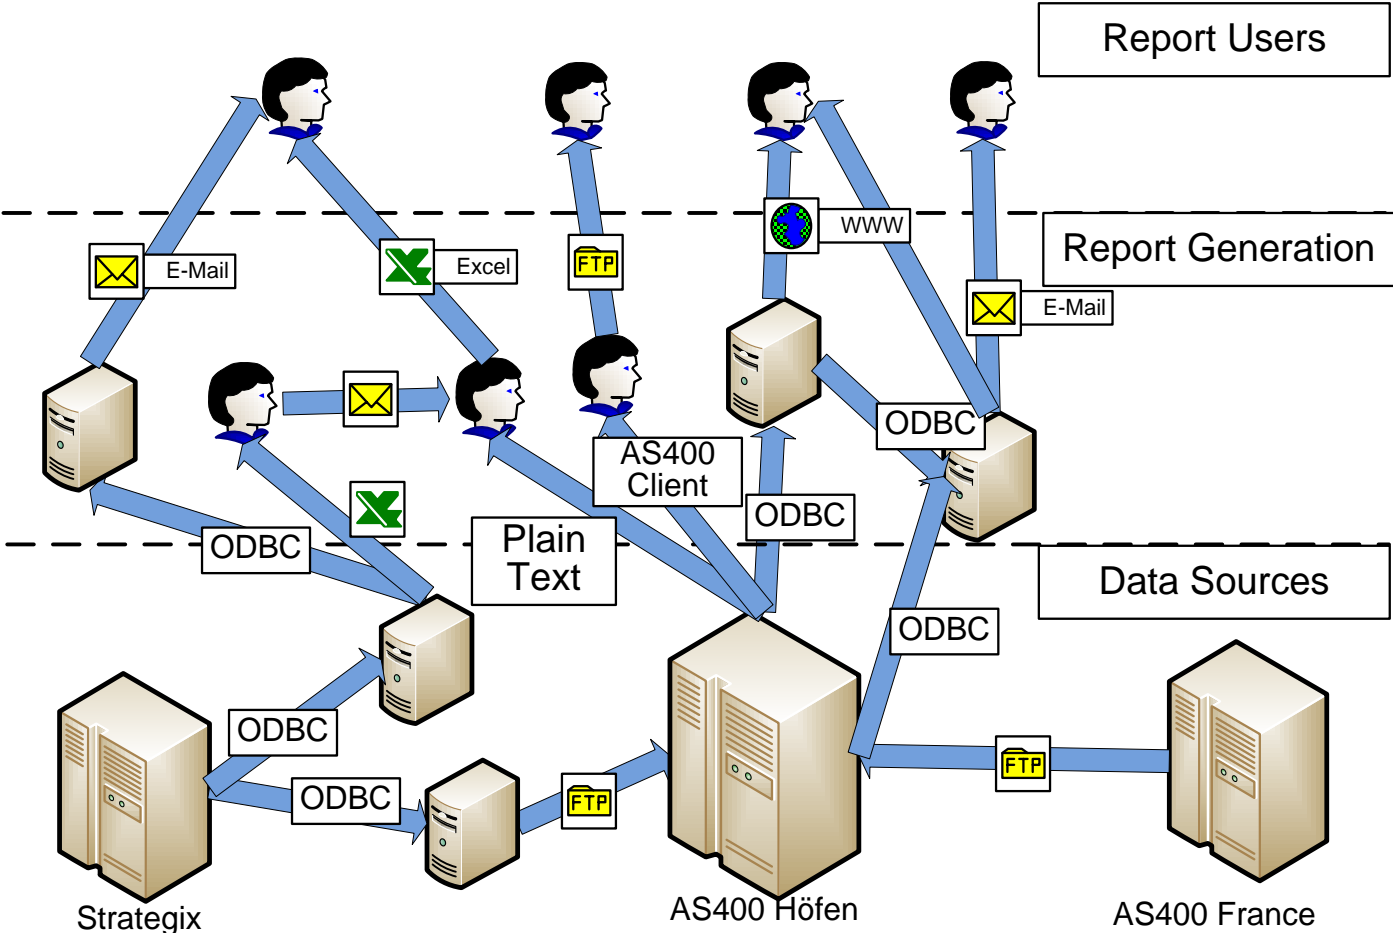 Report Users
WWW
Report Generation
E-Mail
Excel
FTP
E-Mail
ODBC
AS400
Client
ODBC
ODBC
Plain
Text
Data Sources
ODBC
ODBC
FTP
ODBC
FTP
Strategix
AS400 Höfen
AS400 France